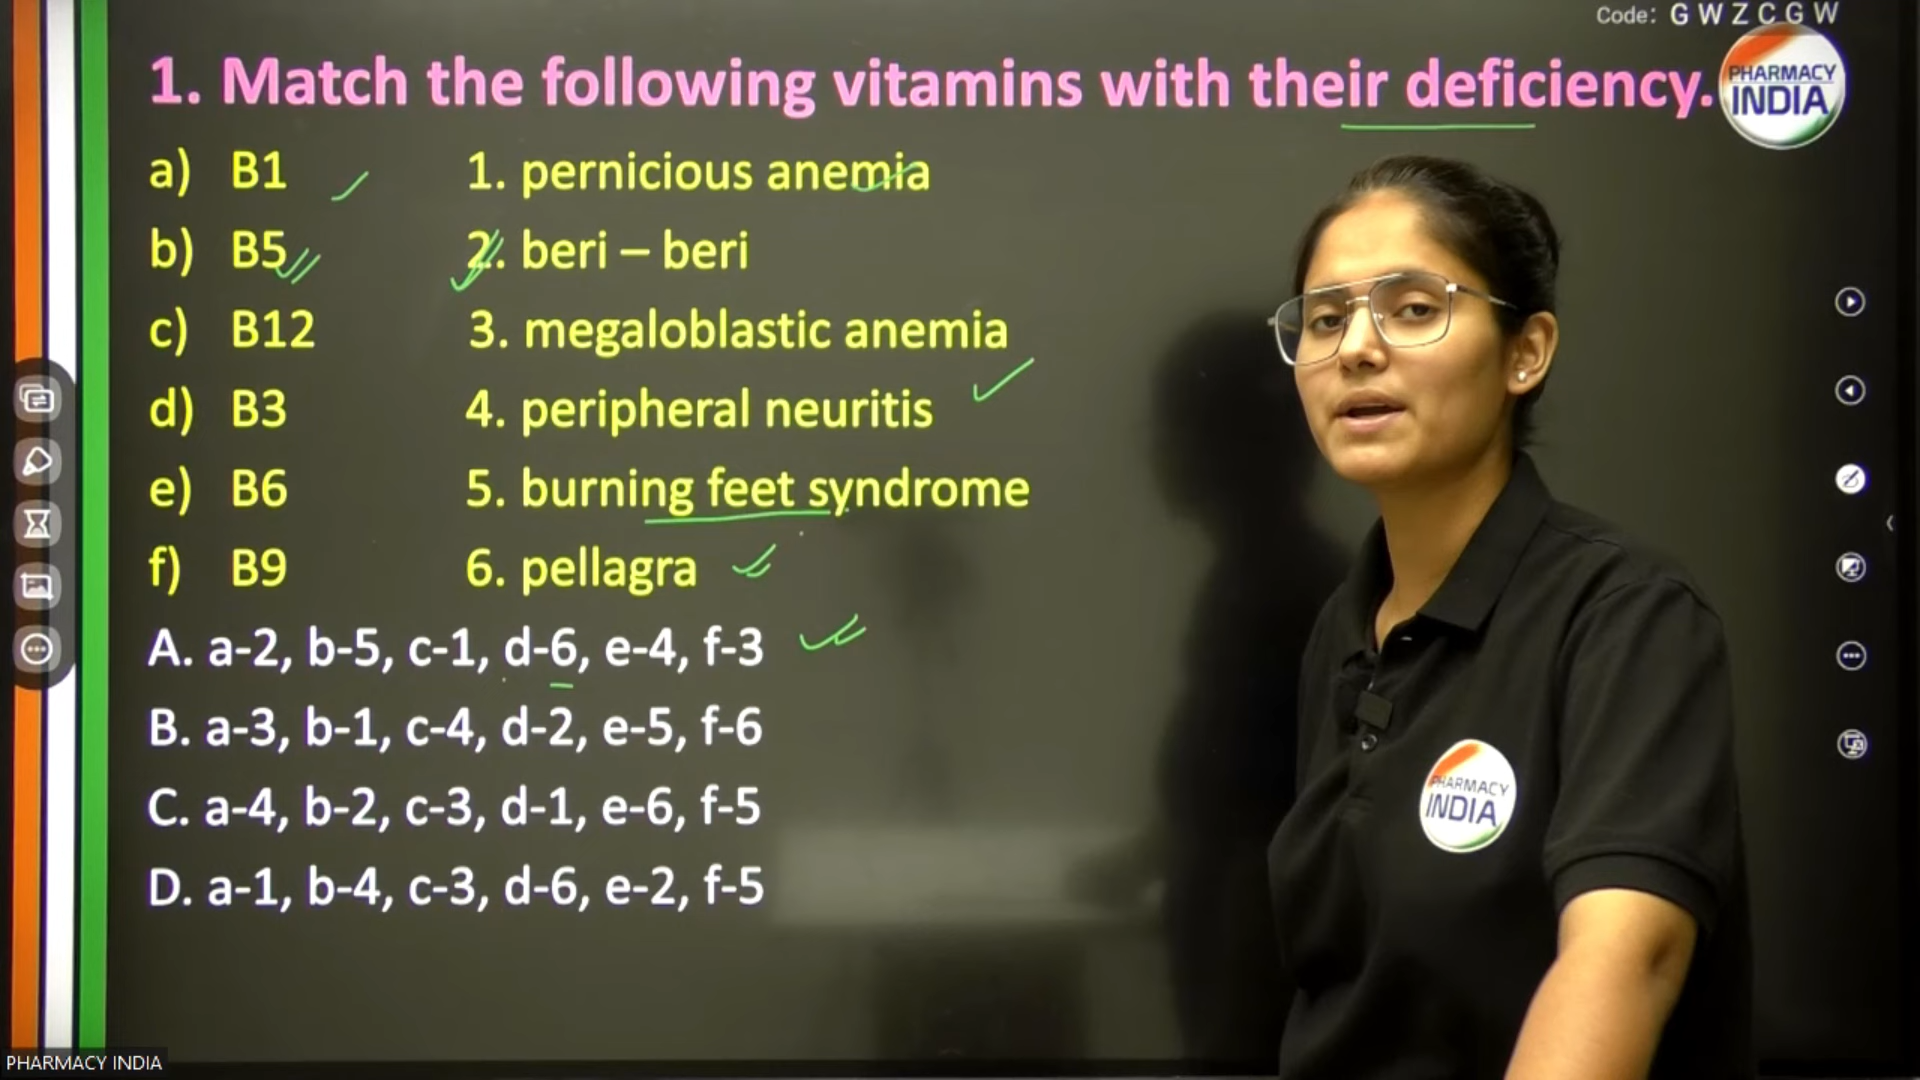 Code: G W Z C G W
1. Match the following vitamins with their deficiency.
PHARMACY
INDIA
a) B1 1. pernicious anemia
b) B5 2. beri – beri
c) B12 3. megaloblastic anemia
d) B3 4. peripheral neuritis
e) B6 5. burning feet syndrome
f) B9 6. pellagra
A. a-2, b-5, c-1, d-6, e-4, f-3
B. a-3, b-1, c-4, d-2, e-5, f-6
C. a-4, b-2, c-3, d-1, e-6, f-5
D. a-1, b-4, c-3, d-6, e-2, f-5
PHARMACY
INDIA
PHARMACY INDIA